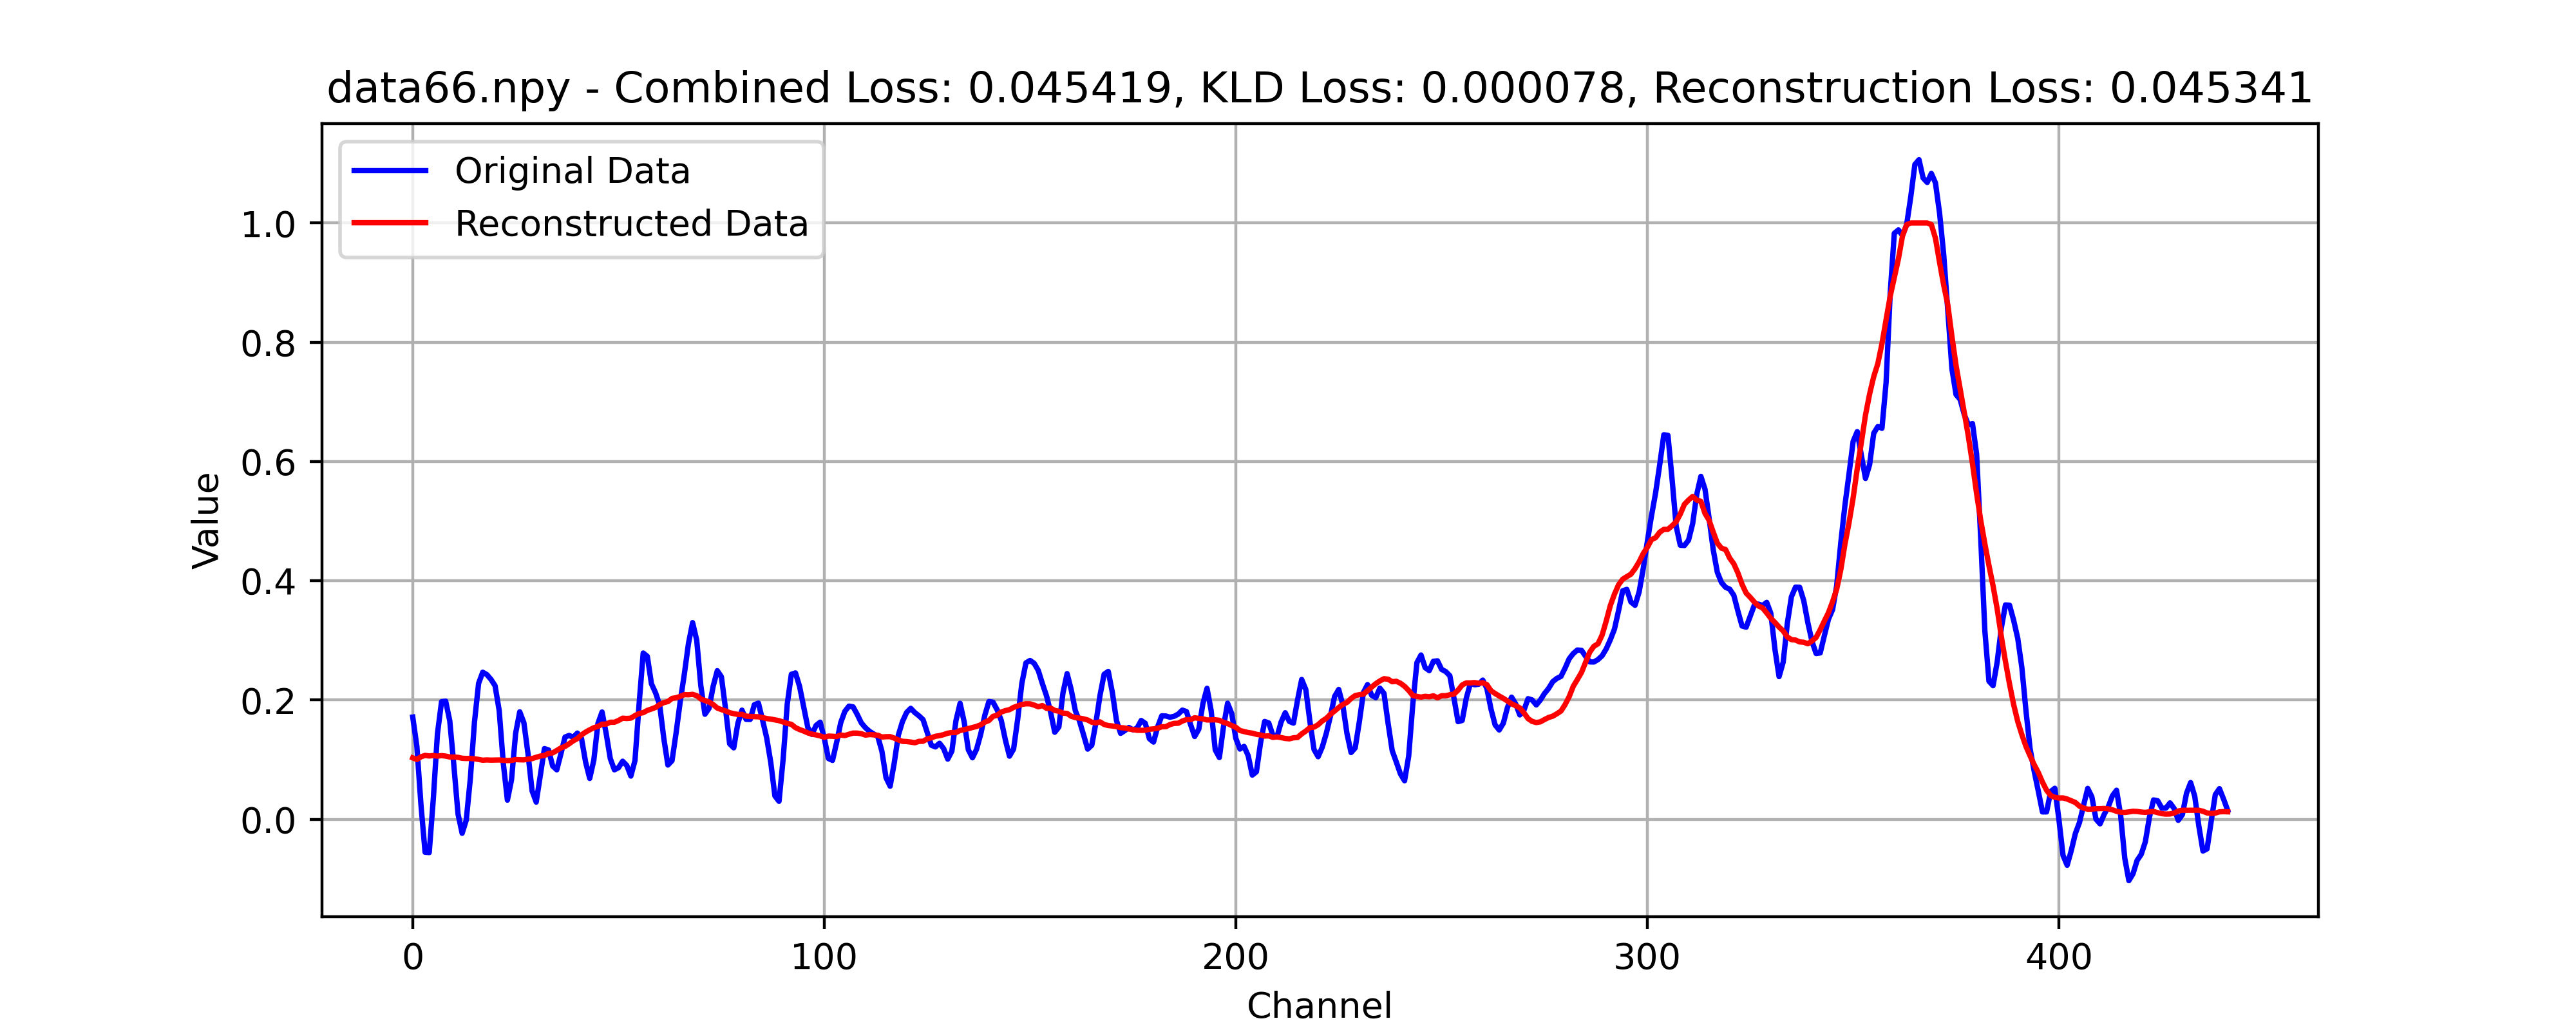 data66.npy - Combined Loss: 0.045419, KLD Loss: 0.000078, Reconstruction Loss: 0.045341
Original Data
Reconstructed Data
1.0
0.8
0.6
0.4
0.2
0.0
Value
0 100 200 300 400
Channel